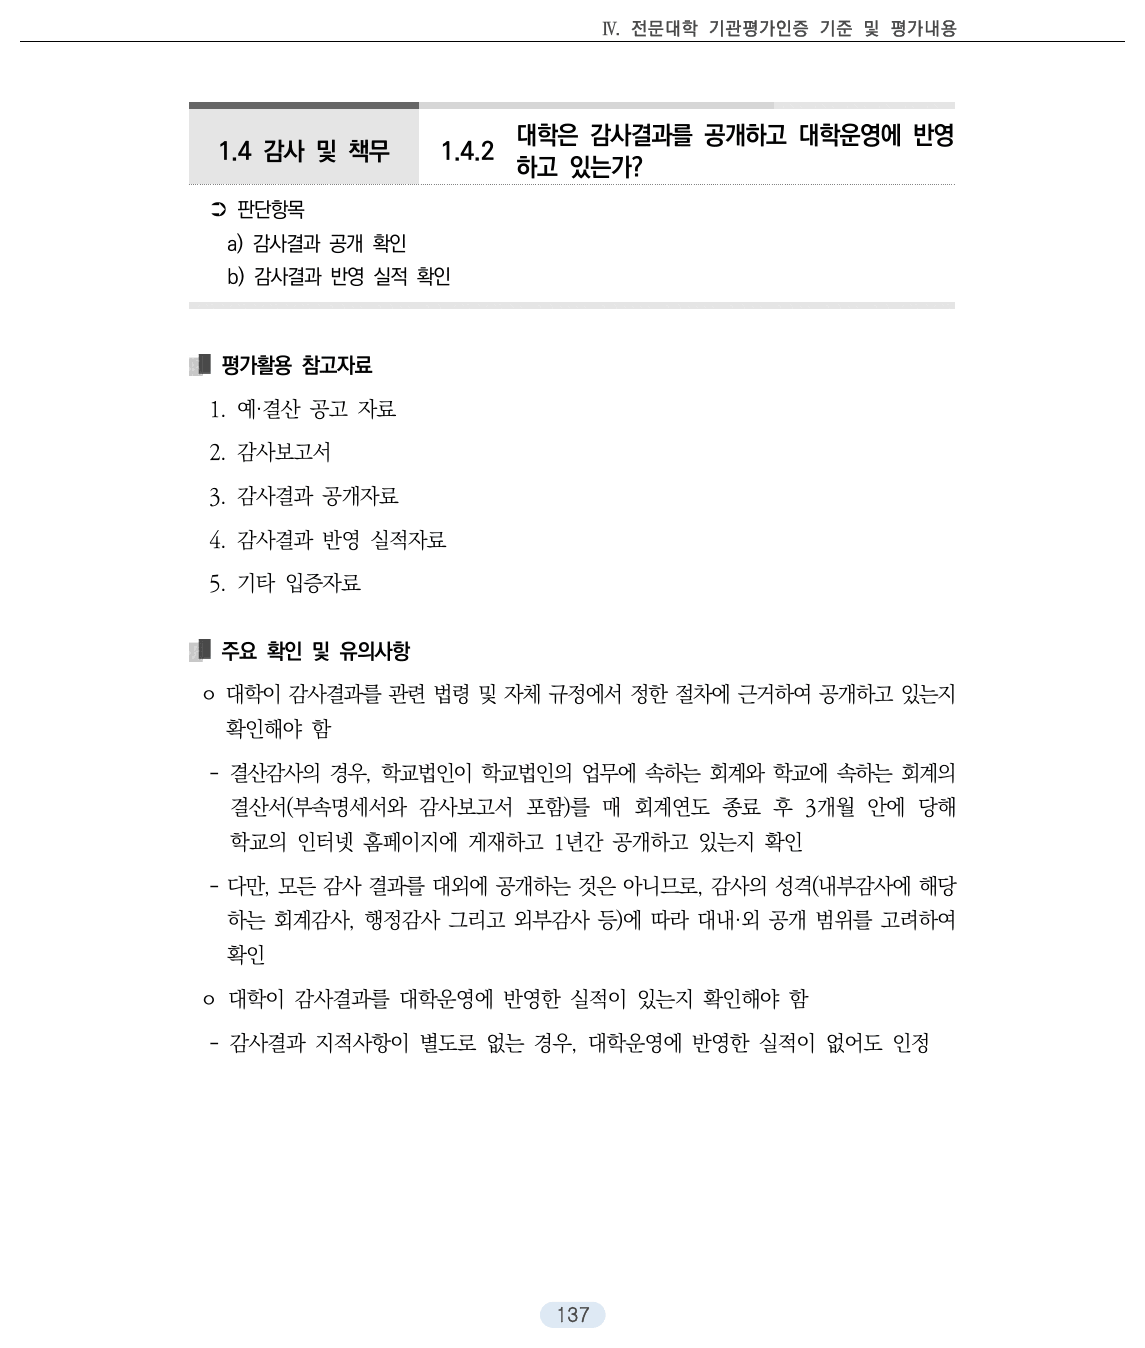 Ⅳ. 전문대학 기관평가인증 기준 및 평가내용
1.4 감사 및 책무
1.4.2
대학은 감사결과를 공개하고 대학운영에 반영
하고 있는가?
➲ 판단항목
a) 감사결과 공개 확인
b) 감사결과 반영 실적 확인
평가활용 참고자료
1. 예·결산 공고 자료
2. 감사보고서
3. 감사결과 공개자료
4. 감사결과 반영 실적자료
5. 기타 입증자료
주요 확인 및 유의사항
ㅇ 대학이 감사결과를 관련 법령 및 자체 규정에서 정한 절차에 근거하여 공개하고 있는지
확인해야 함
- 결산감사의 경우, 학교법인이 학교법인의 업무에 속하는 회계와 학교에 속하는 회계의
결산서(부속명세서와 감사보고서 포함)를 매 회계연도 종료 후 3개월 안에 당해
학교의 인터넷 홈페이지에 게재하고 1년간 공개하고 있는지 확인
- 다만, 모든 감사 결과를 대외에 공개하는 것은 아니므로, 감사의 성격(내부감사에 해당
하는 회계감사, 행정감사 그리고 외부감사 등)에 따라 대내·외 공개 범위를 고려하여
확인
ㅇ 대학이 감사결과를 대학운영에 반영한 실적이 있는지 확인해야 함
- 감사결과 지적사항이 별도로 없는 경우, 대학운영에 반영한 실적이 없어도 인정
137